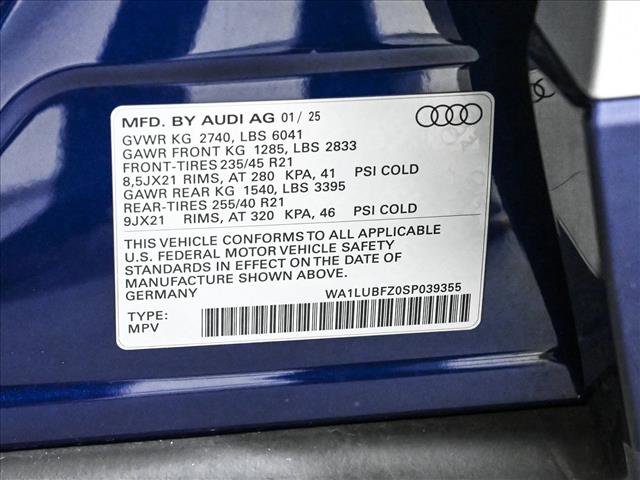 MFD. BY AUDI AG 01/ 25
GVWR KG 2740, LBS 6041
GAWR FRONT KG 1285, LBS 2833
FRONT-TIRES 235/45 R21
8,5JX21 RIMS, AT 280 KPA, 41 PSI COLD
GAWR REAR KG 1540, LBS 3395
REAR-TIRES 255/40 R21
9JX21 RIMS, AT 320 KPA, 46 PSI COLD
THIS VEHICLE CONFORMS TO ALL APPLICABLE
U.S. FEDERAL MOTOR VEHICLE SAFETY
STANDARDS IN EFFECT ON THE DATE OF
MANUFACTURE SHOWN ABOVE.
GERMANY WA1LUBFZ0SP039355
TYPE:
MPV